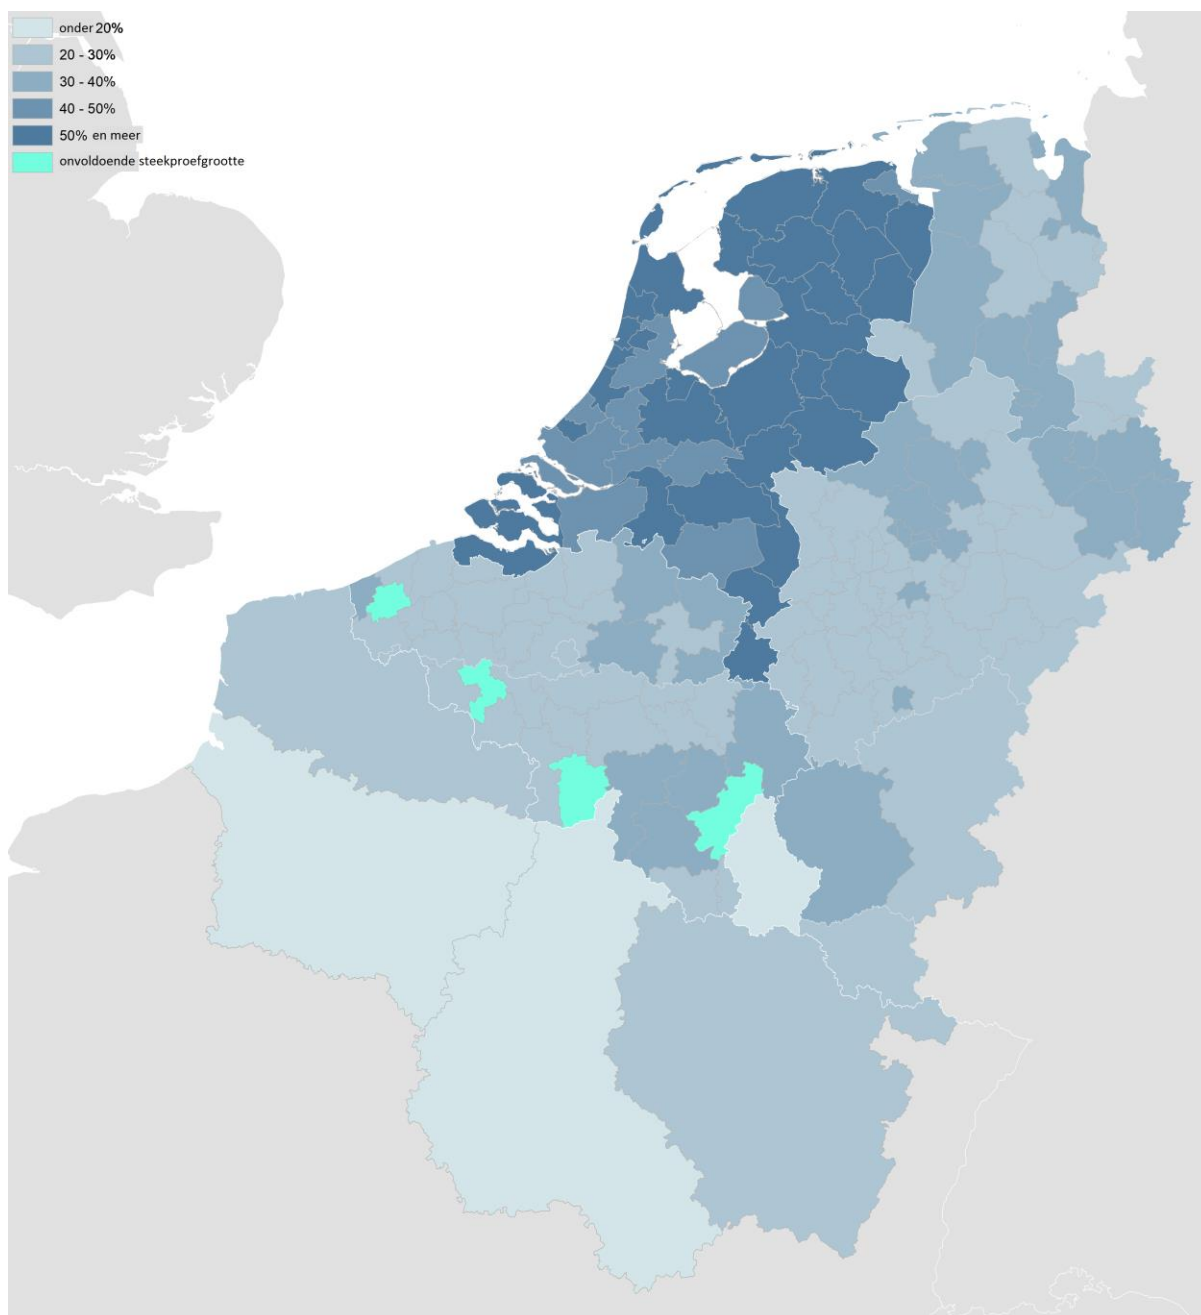 onder 20%
20 - 30%
30 - 40%
40 - 50%
50% en meer
onvoldoende steekproefgrootte